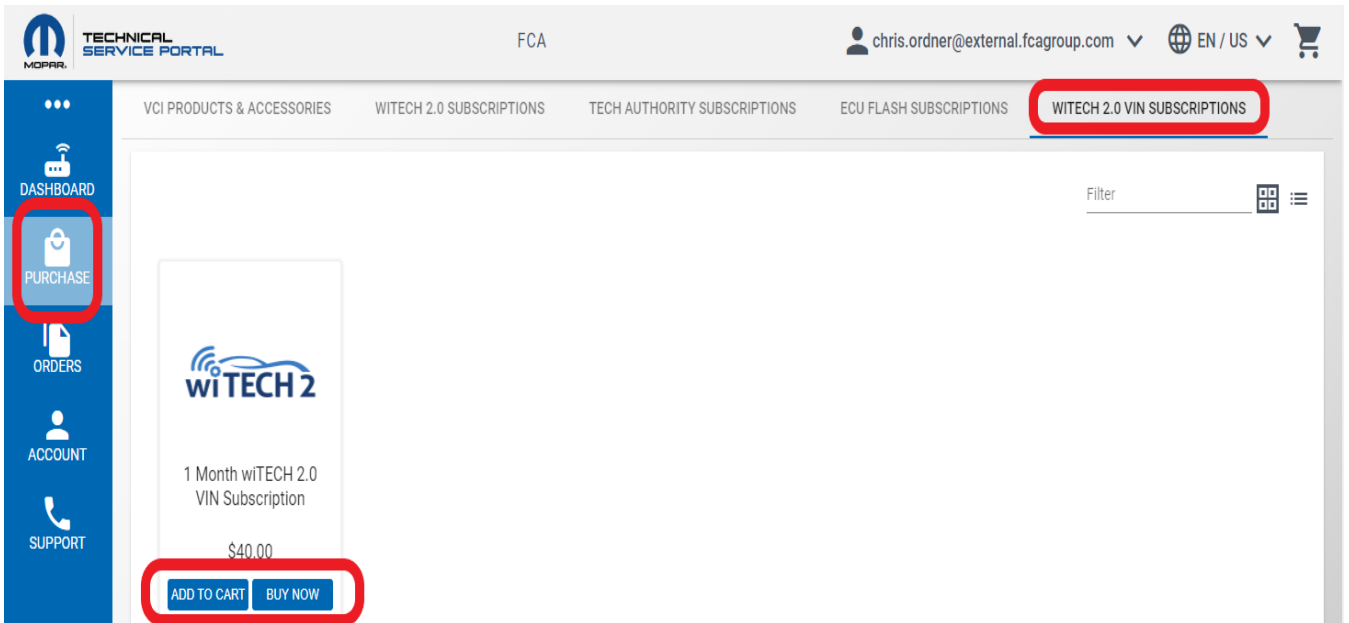 MOPAR.
TECHNICAL
SERVICE PORTAL
FCA
chris.ordner@external.fcagroup.com
EN / US
VCI PRODUCTS & ACCESSORIES
WITECH 2.0 SUBSCRIPTIONS
TECH AUTHORITY SUBSCRIPTIONS
ECU FLASH SUBSCRIPTIONS
WITECH 2.0 VIN SUBSCRIPTIONS
DASHBOARD
PURCHASE
ORDERS
ACCOUNT
SUPPORT
Filter
wiTECH 2
1 Month wiTECH 2.0
VIN Subscription
$40.00
ADD TO CART
BUY NOW